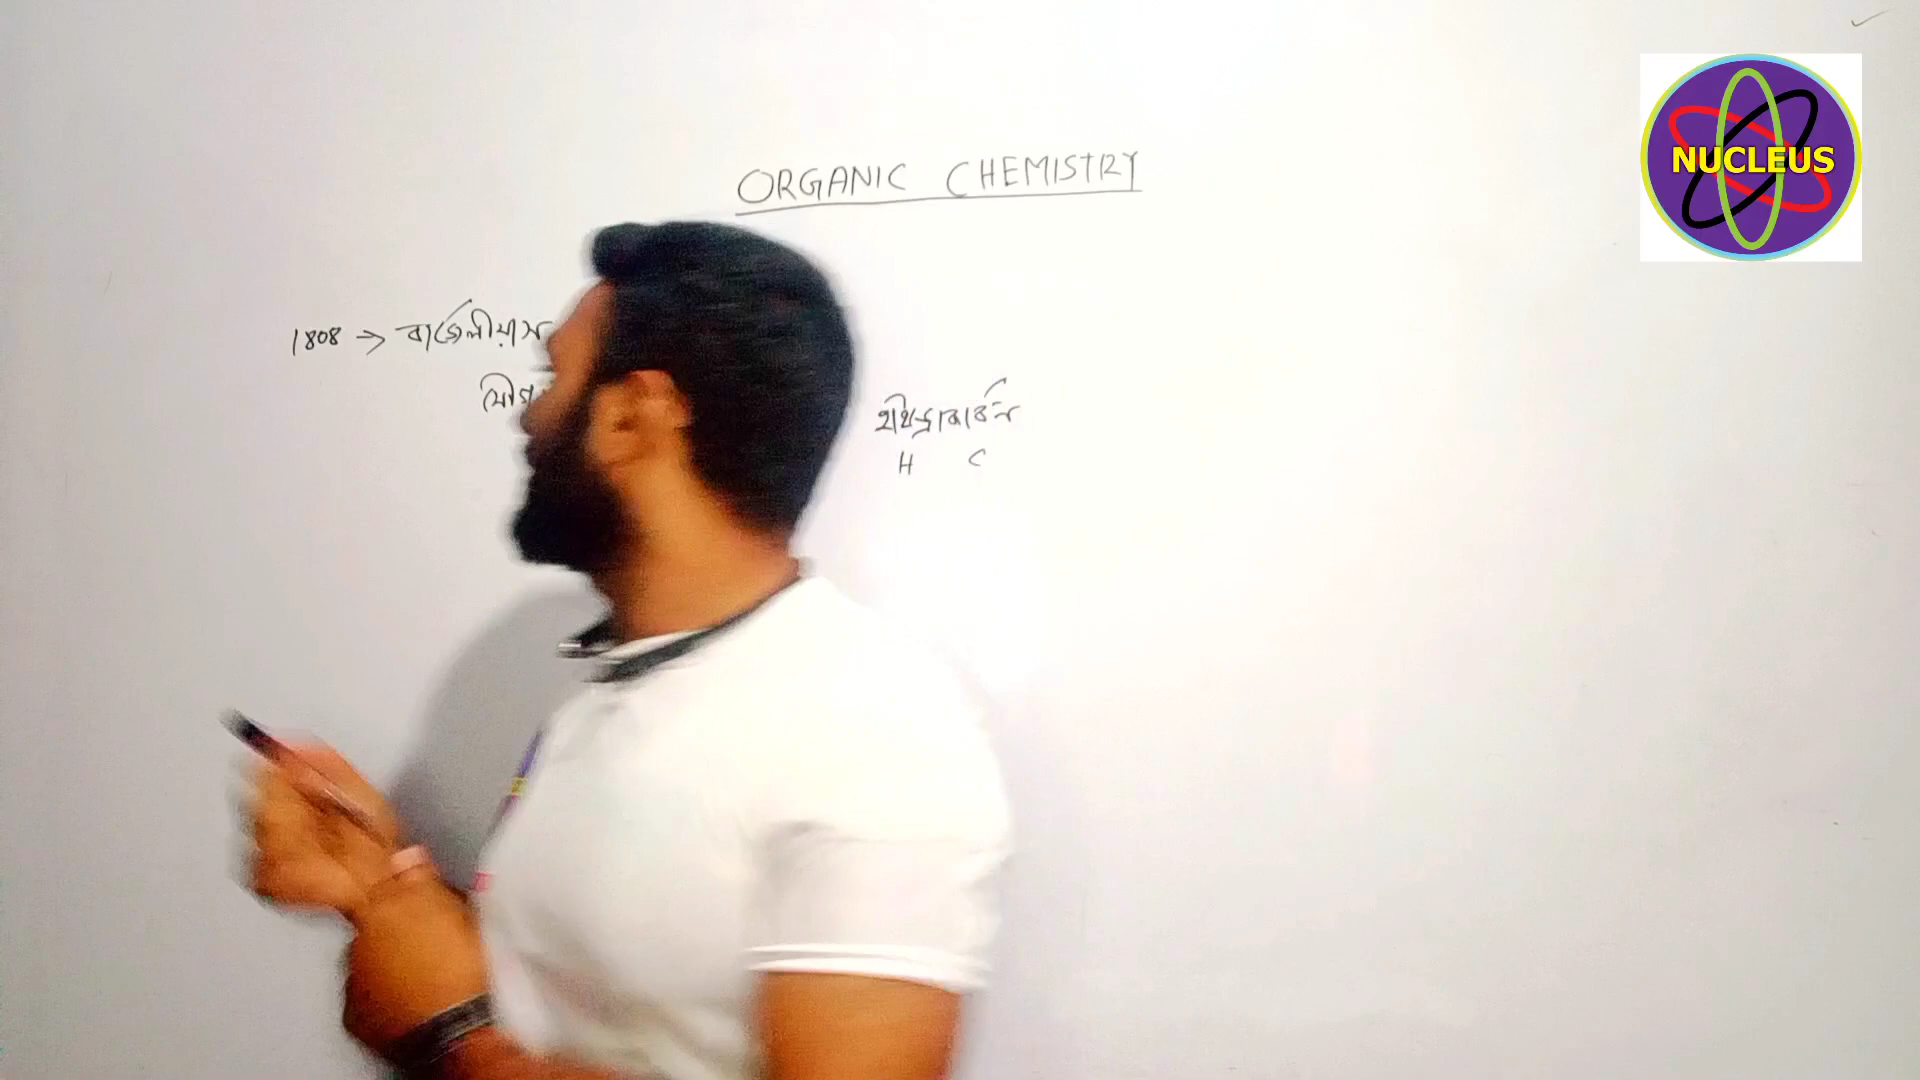 NUCLEUS
ORGANIC CHEMISTRY
1808 → বার্জেলীয়াস
যৌগ
হাইড্রোকার্বন
H C